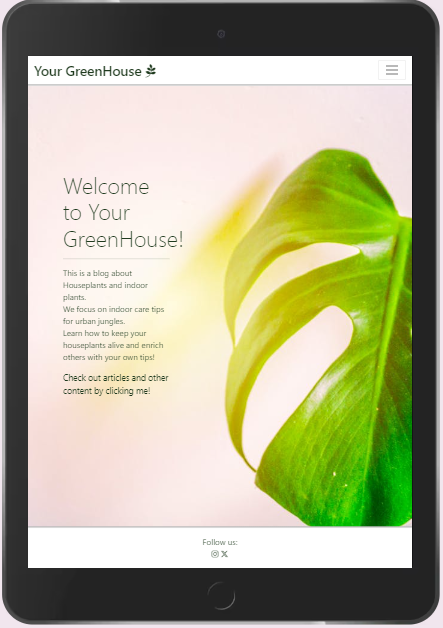 Your GreenHouse
Welcome
to Your
GreenHouse!
This is a blog about
Houseplants and indoor
plants.
We focus on indoor care tips
for urban jungles.
Learn how to keep your
houseplants alive and enrich
others with your own tips!
Check out articles and other
content by clicking me!
Follow us: